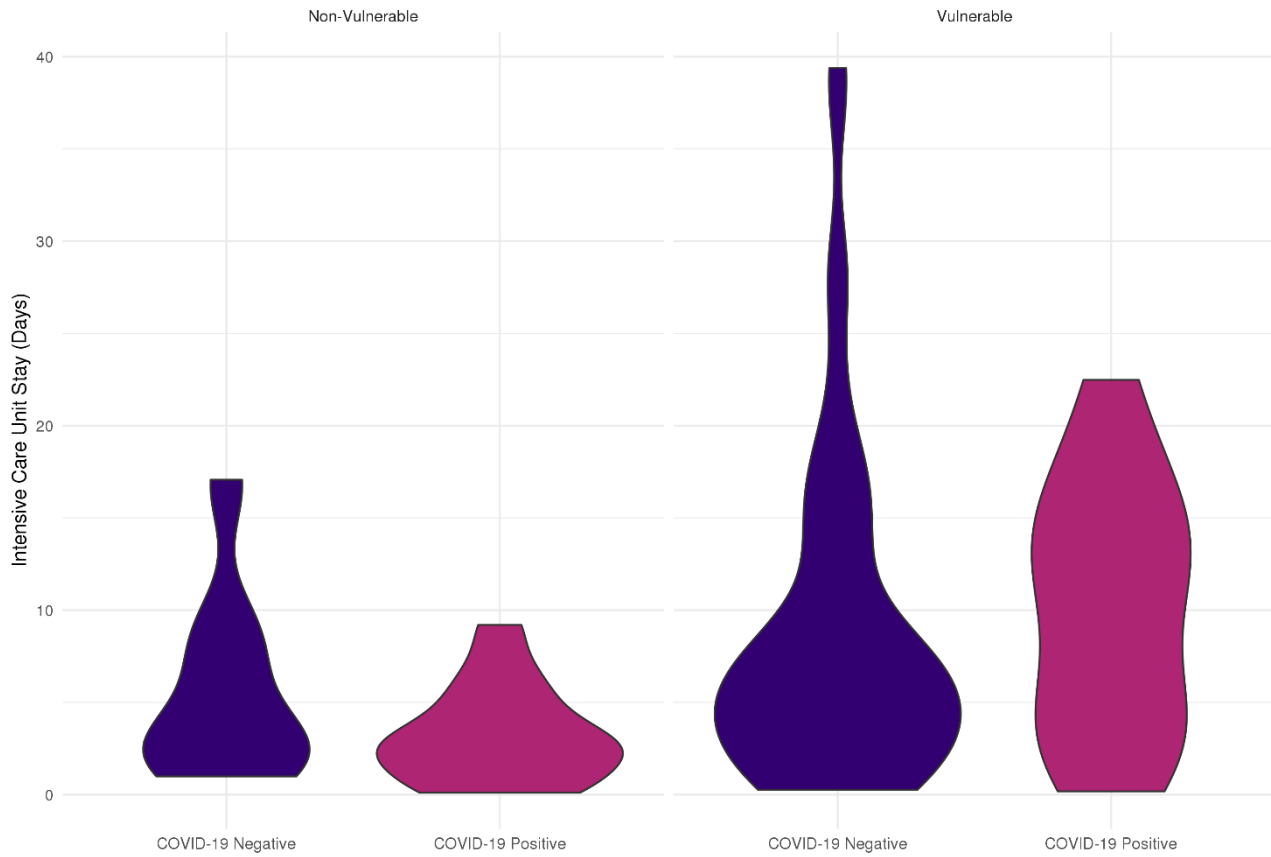 Non-Vulnerable
Vulnerable
40
30
20
10
0
Intensive Care Unit Stay (Days)
COVID-19 Negative
COVID-19 Positive
COVID-19 Negative
COVID-19 Positive